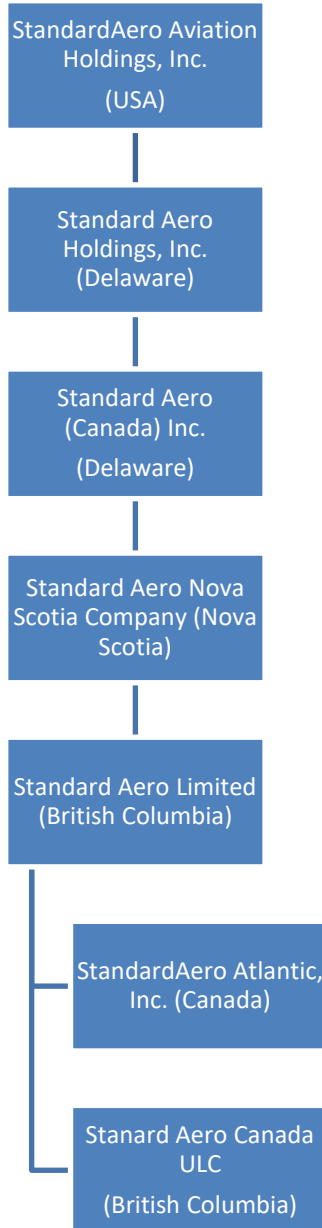 StandardAero Aviation
Holdings, Inc.
(USA)
Standard Aero
Holdings, Inc.
(Delaware)
Standard Aero
(Canada) Inc.
(Delaware)
Standard Aero Nova
Scotia Company (Nova
Scotia)
Standard Aero Limited
(British Columbia)
StandardAero Atlantic,
Inc. (Canada)
Stanard Aero Canada
ULC
(British Columbia)